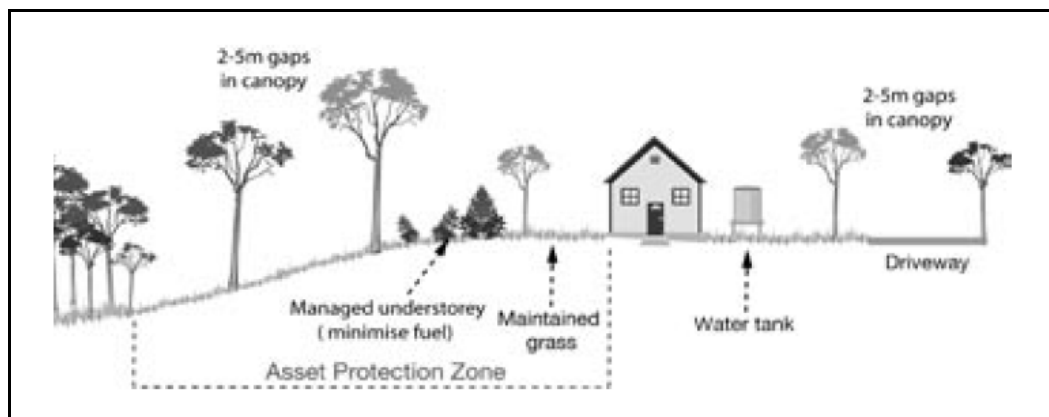 2-5m gaps
in canopy
2-5m gaps
in canopy
Managed understorey
( minimise fuel)
Maintained
grass
Water tank
Driveway
Asset Protection Zone